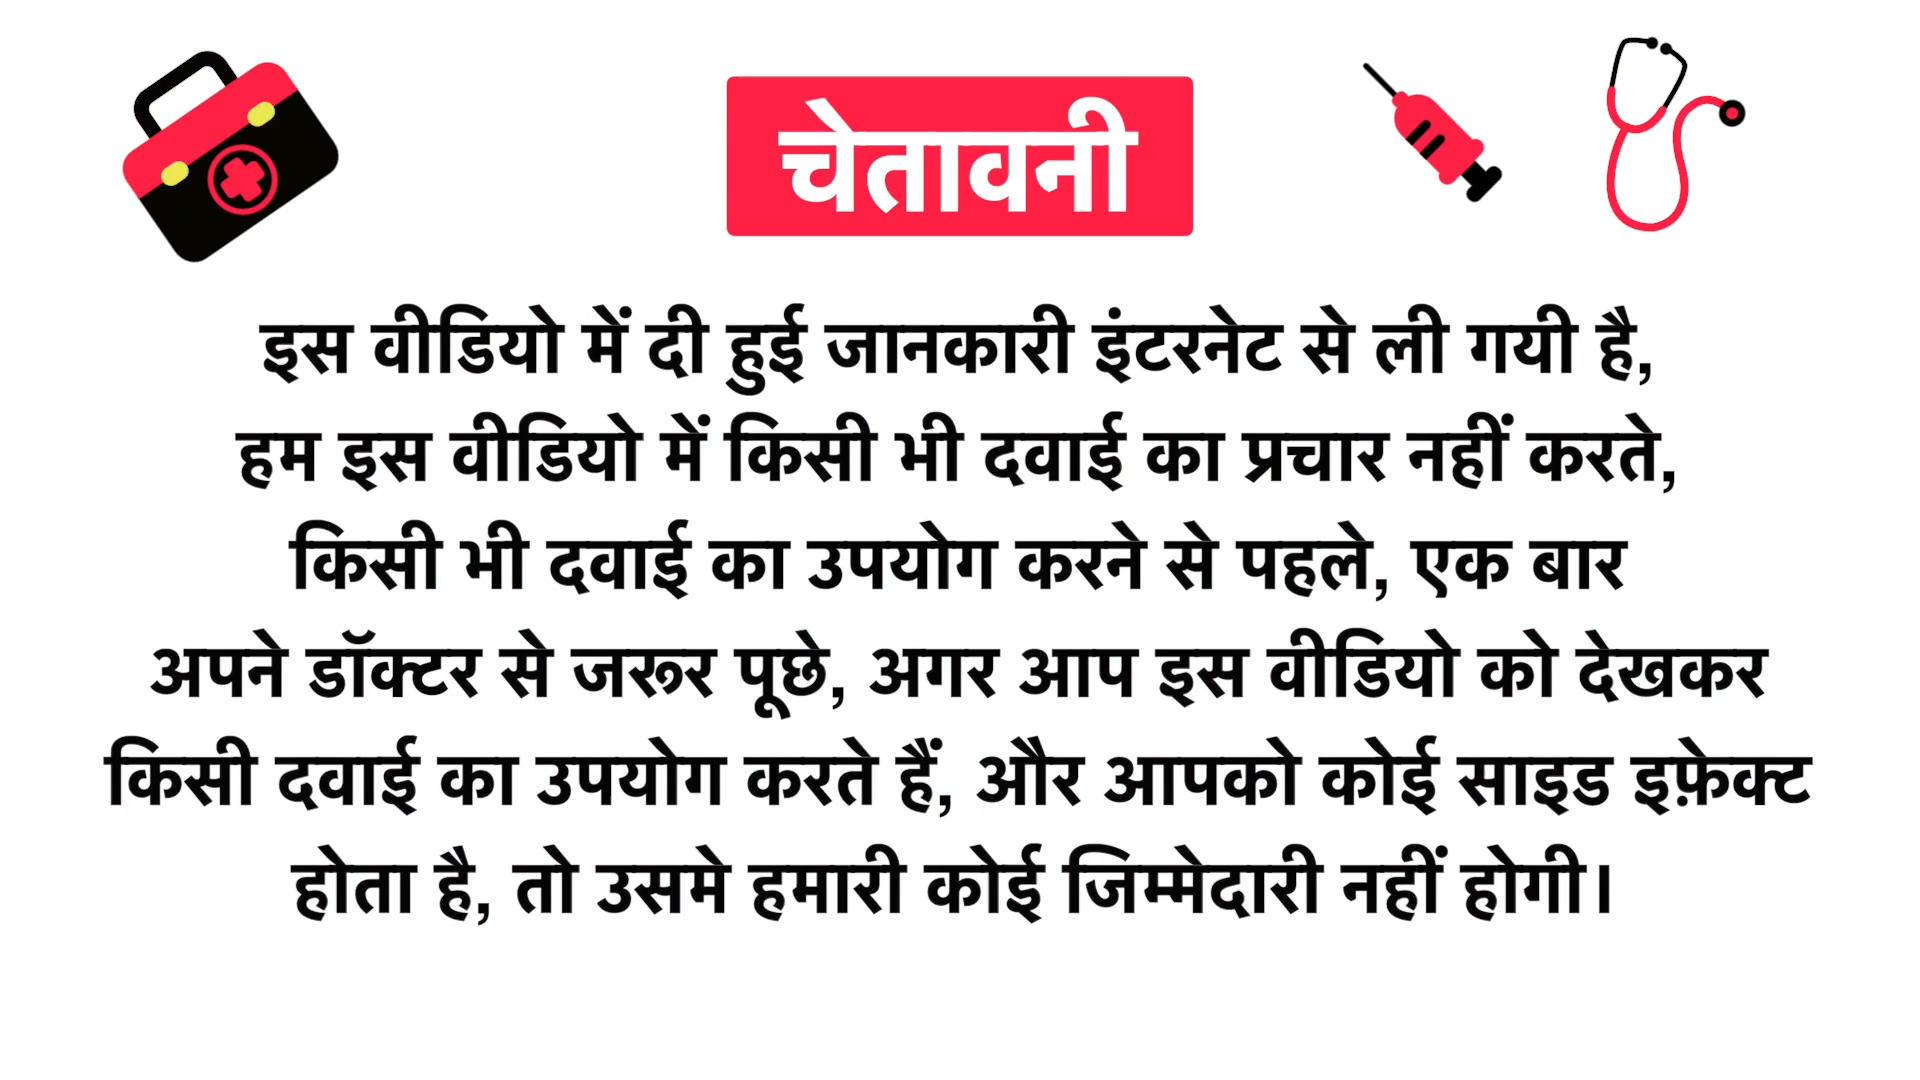 चेतावनी
इस वीडियो में दी हुई जानकारी इंटरनेट से ली गयी है,
हम इस वीडियो में किसी भी दवाई का प्रचार नहीं करते,
किसी भी दवाई का उपयोग करने से पहले, एक बार
अपने डॉक्टर से जरूर पूछे, अगर आप इस वीडियो को देखकर
किसी दवाई का उपयोग करते हैं, और आपको कोई साइड इफ़ेक्ट
होता है, तो उसमे हमारी कोई जिम्मेदारी नहीं होगी।